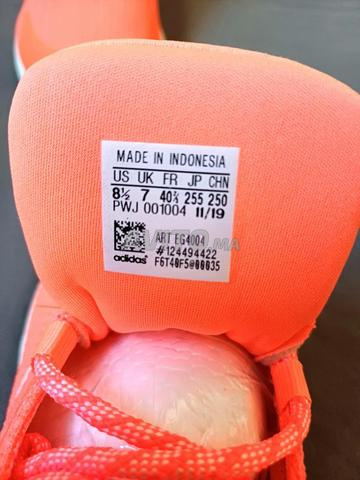 MADE IN INDONESIA
US UK FR JP CHN
8½ 7 40⅔ 255 250
PWJ 001004 11/19
ART EG4004
#124494422
adidas F6T40F5@00035